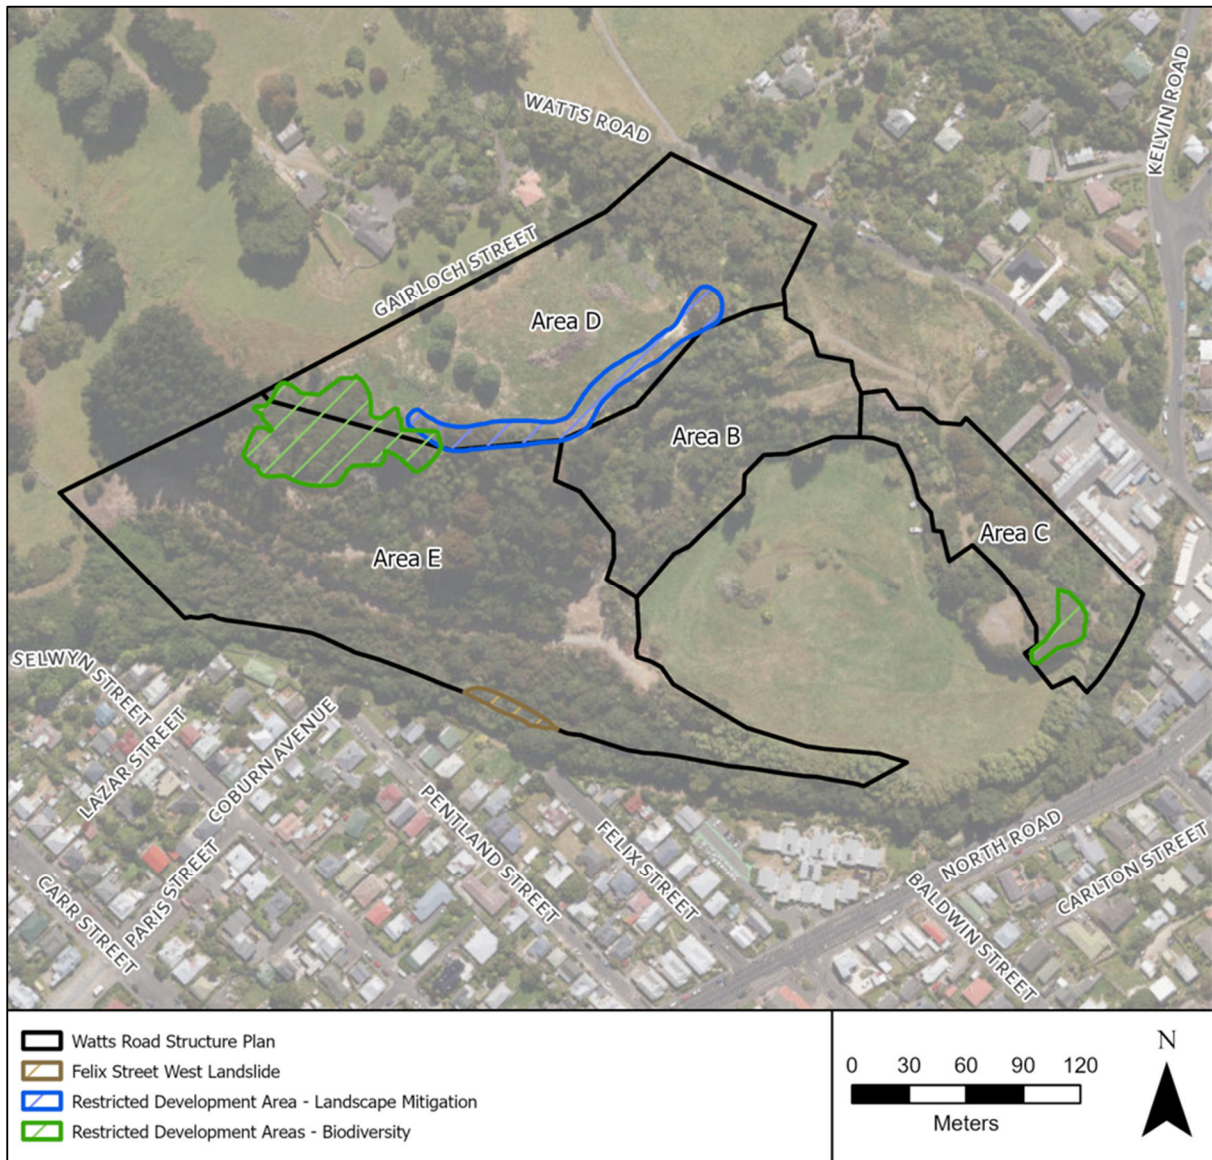 WATTS ROAD
KELVIN ROAD
GAIRLOCH STREET
Area D
Area B
Area C
Area E
SELWYN STREET
LAZAR STREET
COBURN AVENUE
PENTLAND STREET
FELIX STREET
NORTH ROAD
CARLTON STREET
BALDWIN STREET
PARIS STREET
CARR STREET
Watts Road Structure Plan
Felix Street West Landslide
Restricted Development Area - Landscape Mitigation
Restricted Development Areas - Biodiversity
0 30 60 90 120
Meters
N